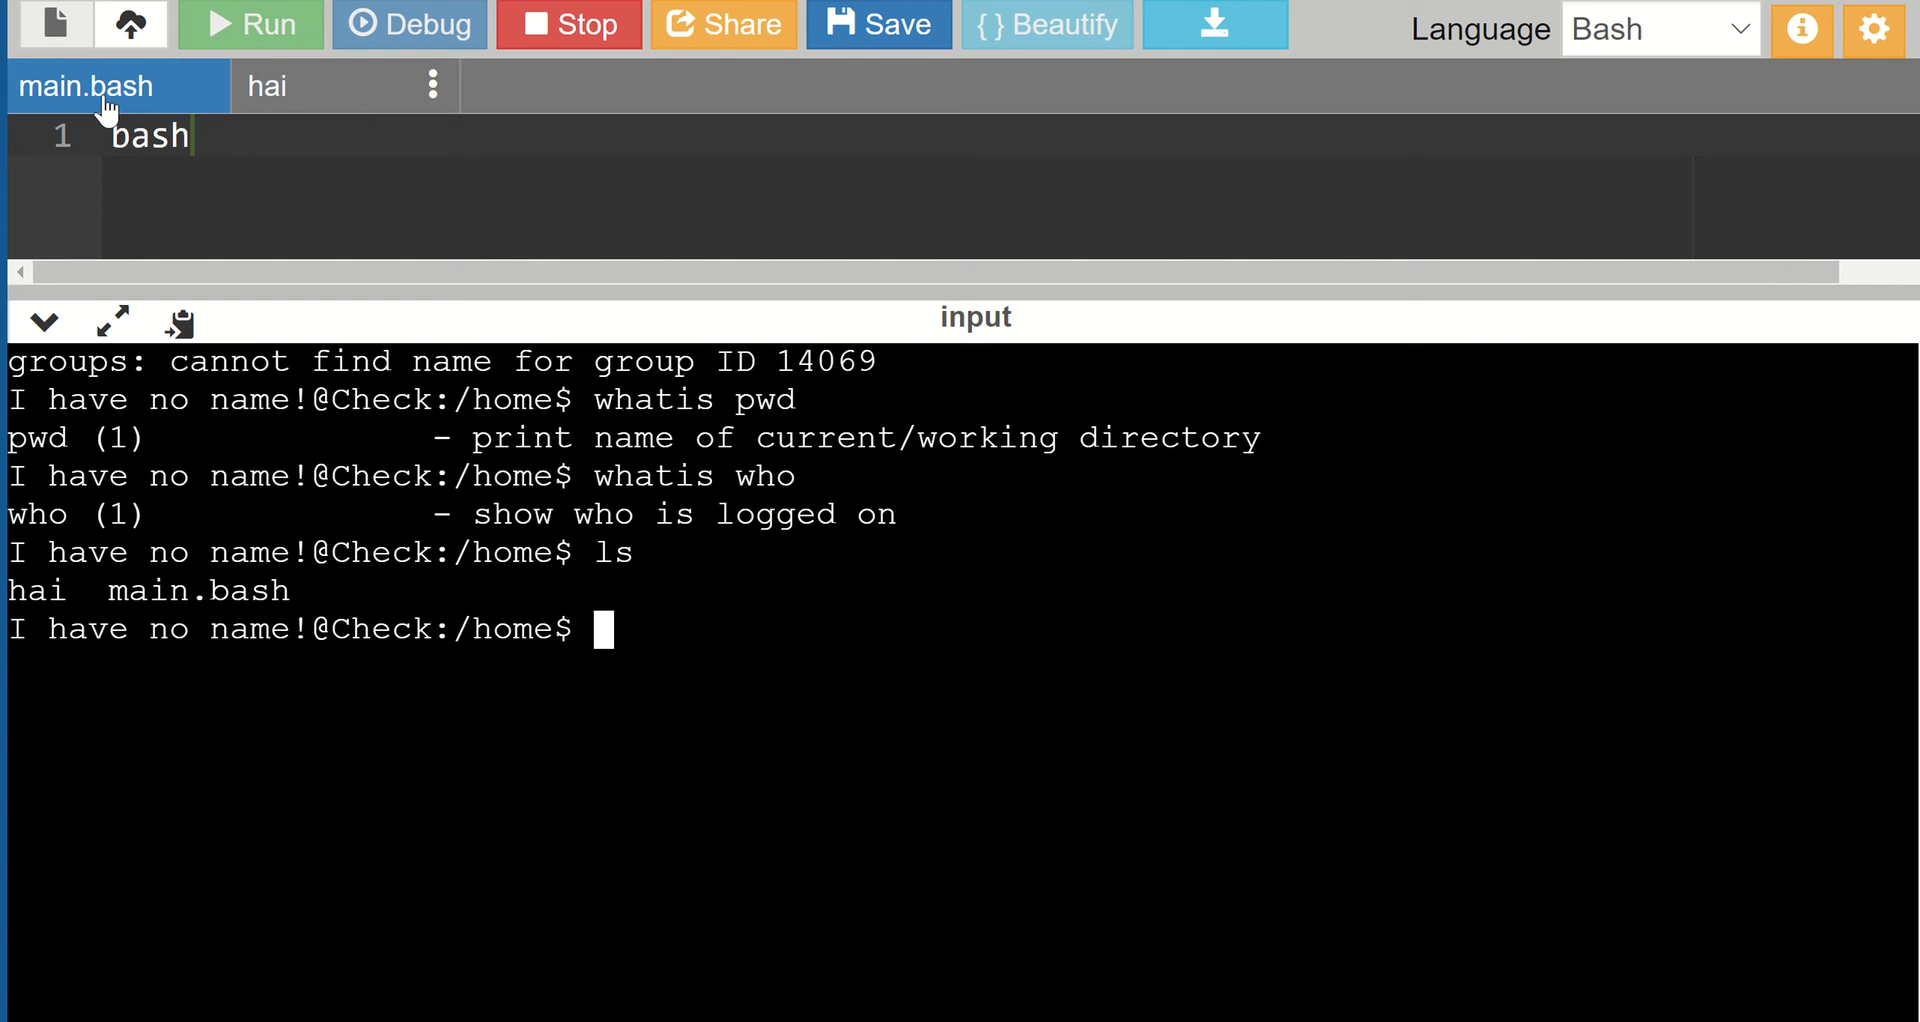 Run Debug Stop Share Save { } Beautify Language Bash
main.bash hai
1 bash
input
groups: cannot find name for group ID 14069
I have no name!@Check:/home$ whatis pwd
pwd (1) - print name of current/working directory
I have no name!@Check:/home$ whatis who
who (1) - show who is logged on
I have no name!@Check:/home$ ls
hai main.bash
I have no name!@Check:/home$